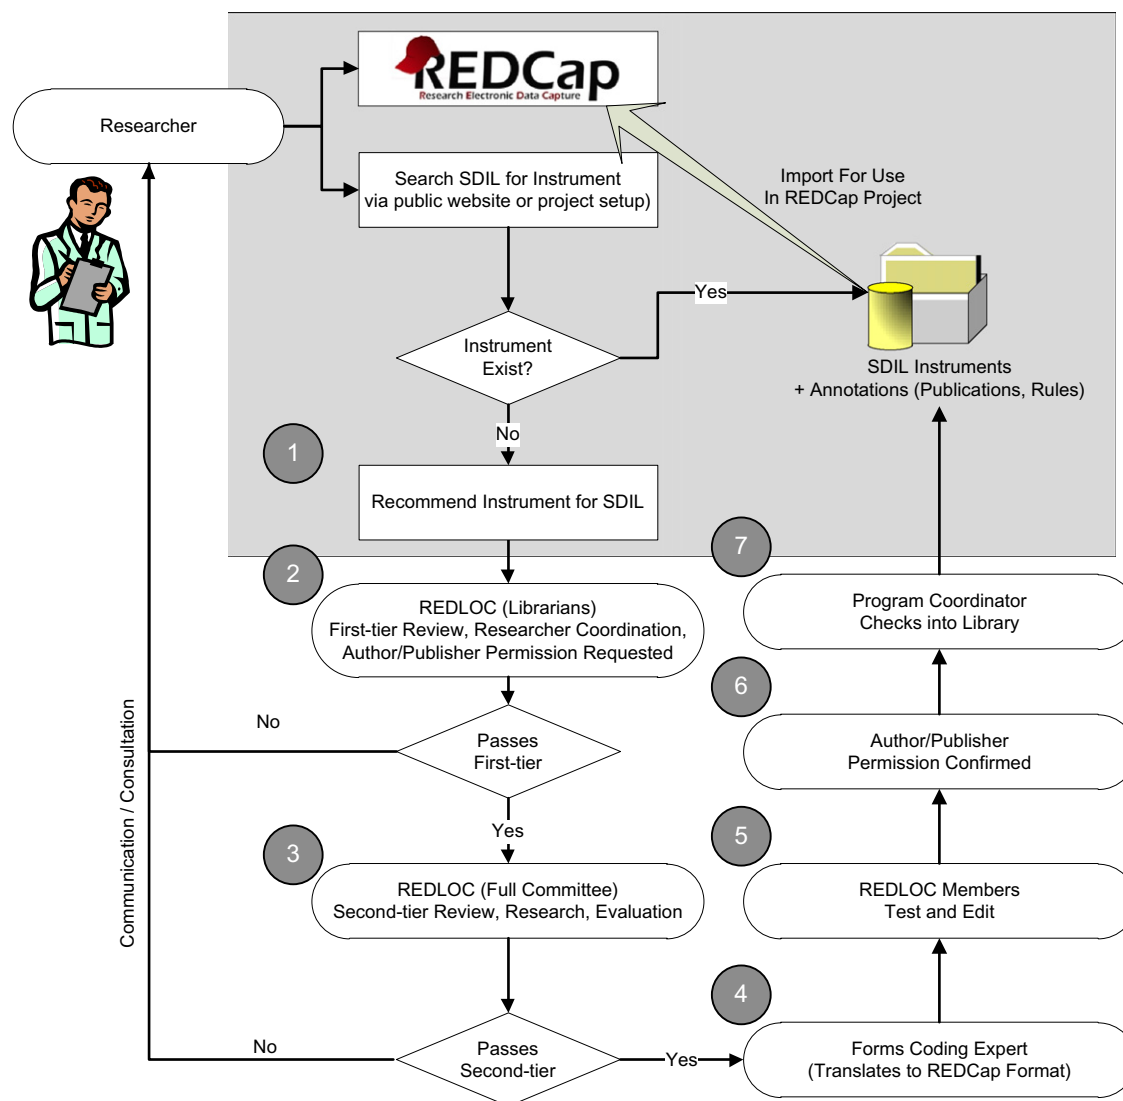 REDCap
Research Electronic Data Capture
Researcher
Search SDIL for Instrument
via public website or project setup)
Import For Use
In REDCap Project
Yes
Instrument
Exist?
SDIL Instruments
+ Annotations (Publications, Rules)
No
1
Recommend Instrument for SDIL
2
REDLOC (Librarians)
First-tier Review, Researcher Coordination,
Author/Publisher Permission Requested
7
Program Coordinator
Checks into Library
6
No
Passes
First-tier
Author/Publisher
Permission Confirmed
Communication / Consultation
Yes
3
REDLOC (Full Committee)
Second-tier Review, Research, Evaluation
5
REDLOC Members
Test and Edit
4
No
Passes
Second-tier
Yes
Forms Coding Expert
(Translates to REDCap Format)